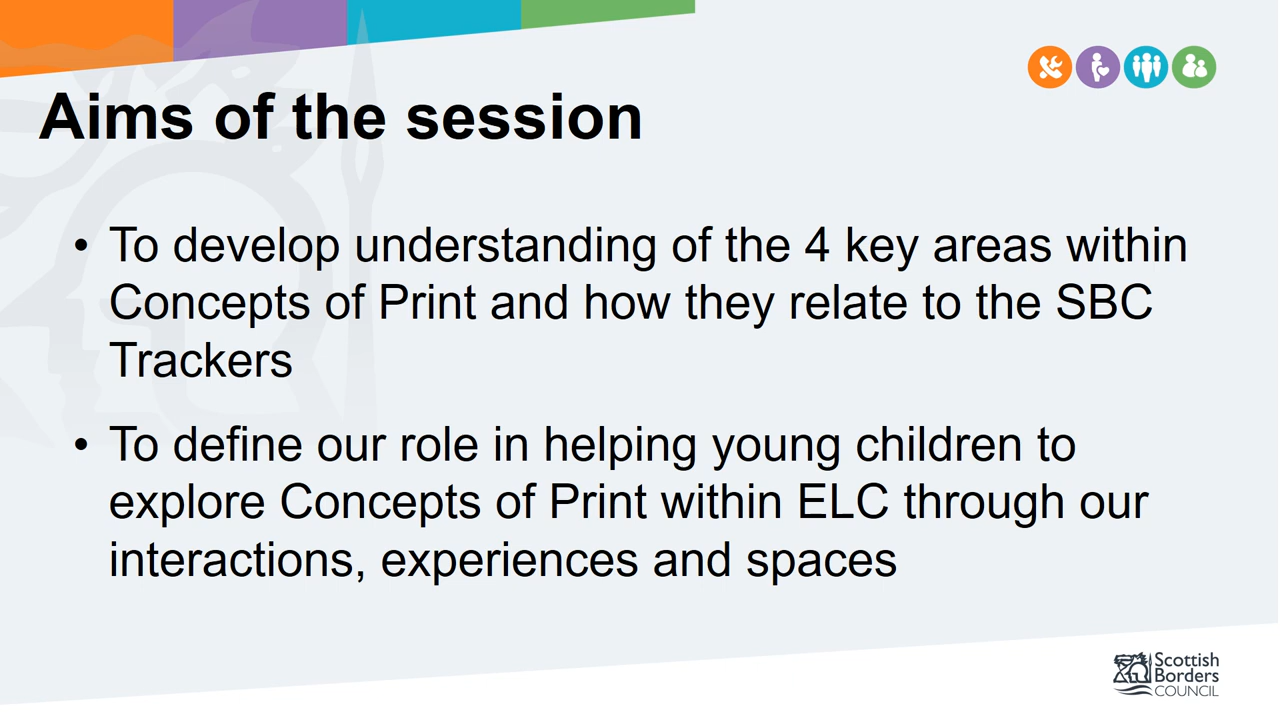 Aims of the session
• To develop understanding of the 4 key areas within
Concepts of Print and how they relate to the SBC
Trackers
• To define our role in helping young children to
explore Concepts of Print within ELC through our
interactions, experiences and spaces
Scottish
Borders
COUNCIL